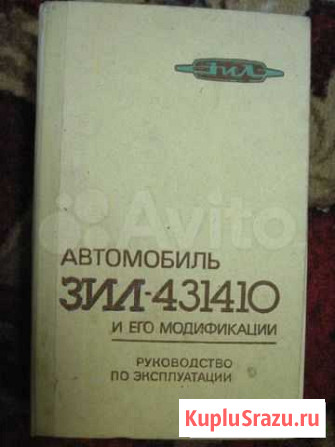 ЗИЛ
Avito
АВТОМОБИЛЬ
ЗИЛ-431410
И ЕГО МОДИФИКАЦИИ
РУКОВОДСТВО
ПО ЭКСПЛУАТАЦИИ
KupluSrazu.ru